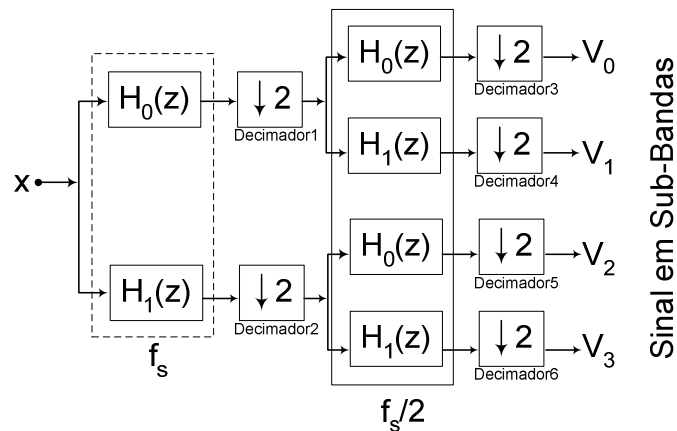 x
H₀(z)
↓ 2
Decimador1
H₀(z)
↓ 2
Decimador3
V₀
H₁(z)
↓ 2
Decimador4
V₁
H₁(z)
↓ 2
Decimador2
H₀(z)
↓ 2
Decimador5
V₂
H₁(z)
↓ 2
Decimador6
V₃
fₛ
fₛ/2
Sinal em Sub-Bandas